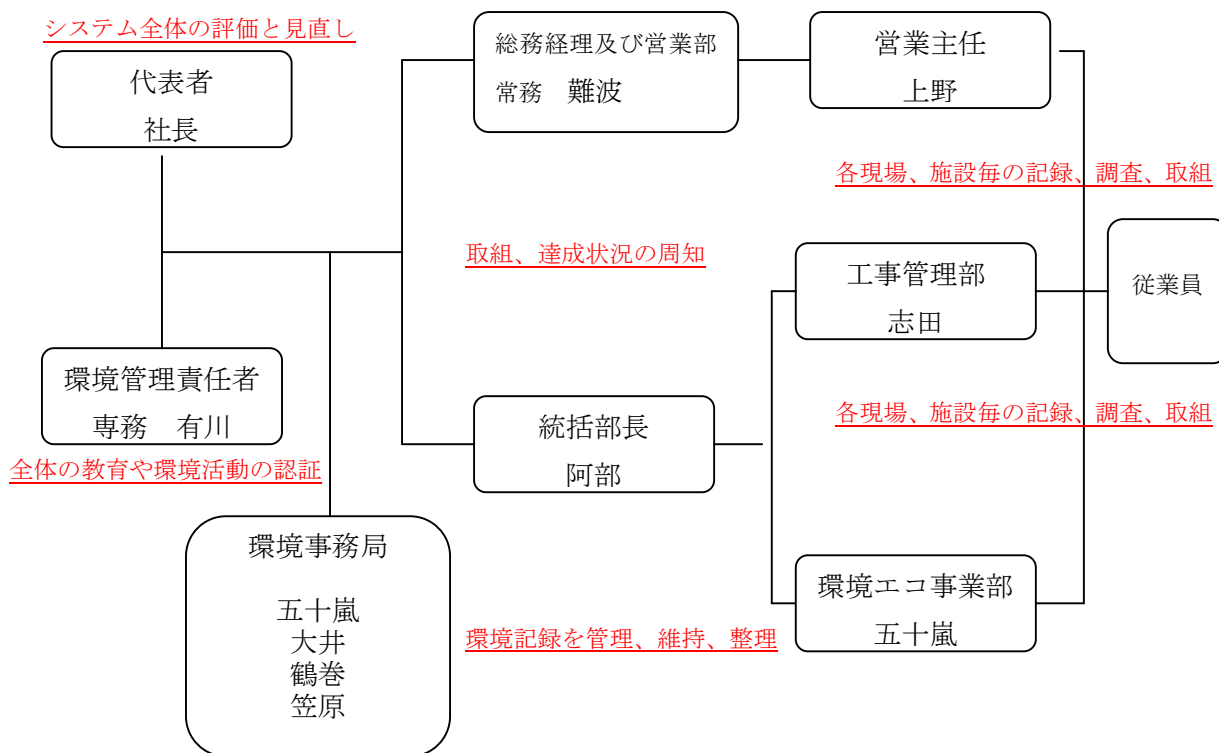 システム全体の評価と見直し
代表者
社長
総務経理及び営業部
常務　難波
営業主任
上野
各現場、施設毎の記録、調査、取組
取組、達成状況の周知
工事管理部
志田
従業員
環境管理責任者
専務　有川
全体の教育や環境活動の認証
統括部長
阿部
各現場、施設毎の記録、調査、取組
環境事務局
五十嵐
大井
鶴巻
笠原
環境記録を管理、維持、整理
環境エコ事業部
五十嵐